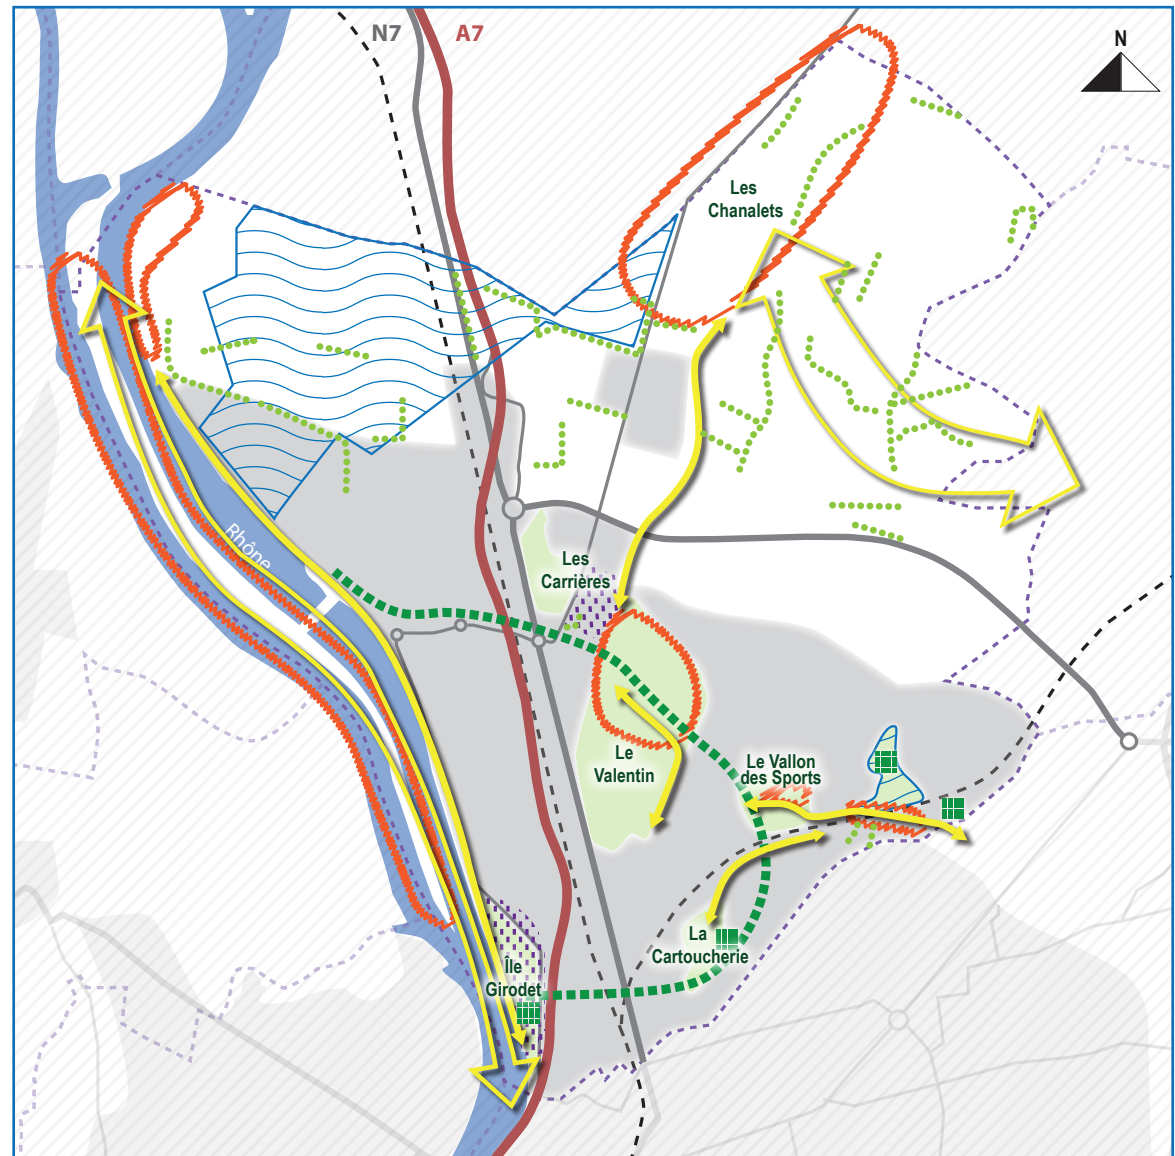 N7
A7
N
Les
Chanalets
Rhône
Les
Carrières
Le
Valentin
Le Vallon
des Sports
La
Cartoucherie
Île
Girodet